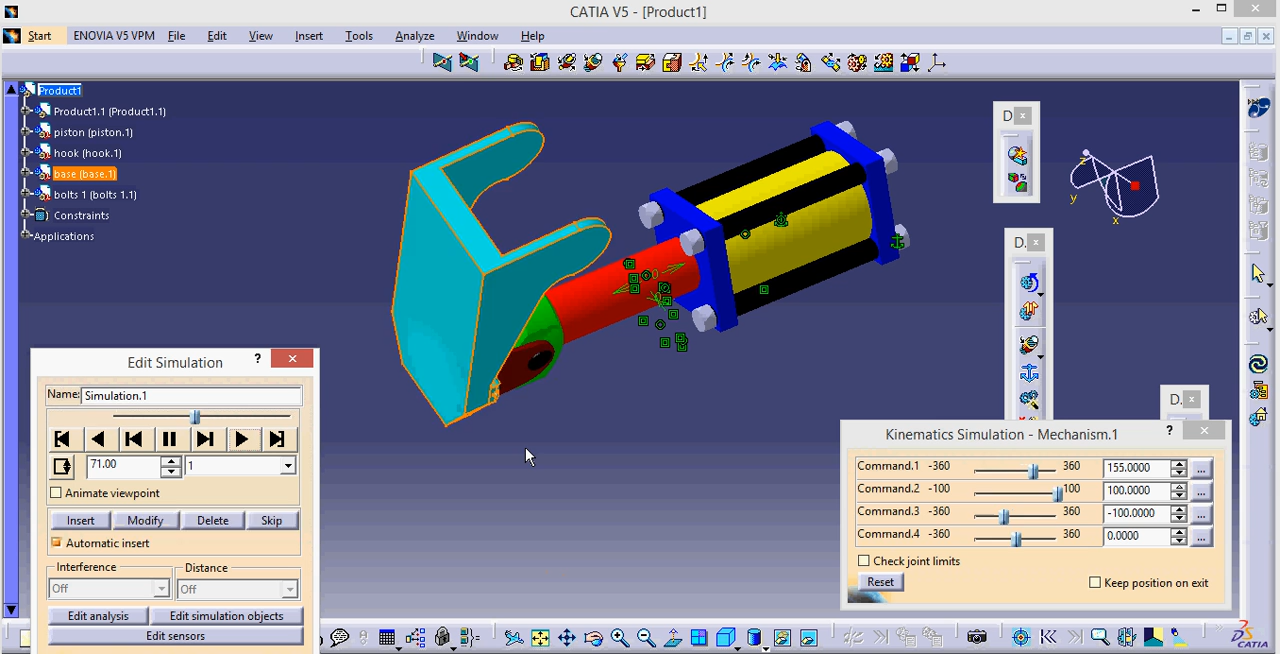 CATIA V5 - [Product1]
Start ENOVIA V5 VPM File Edit View Insert Tools Analyze Window Help
Product1
Product1.1 (Product1.1)
piston (piston.1)
hook (hook.1)
base (base.1)
bolts 1 (bolts 1.1)
Constraints
Applications
D x
z
y
x
D. x
D. x
Edit Simulation ? ×
Name: Simulation.1
71.00 1
Animate viewpoint
Insert Modify Delete Skip
Automatic insert
Interference Distance
Off Off
Edit analysis Edit simulation objects
Edit sensors
Kinematics Simulation - Mechanism.1 ? ×
Command.1 -360 360 155.0000 ...
Command.2 -100 100 100.0000 ...
Command.3 -360 360 -100.0000 ...
Command.4 -360 360 0.0000 ...
Check joint limits
Reset Keep position on exit
CATIA